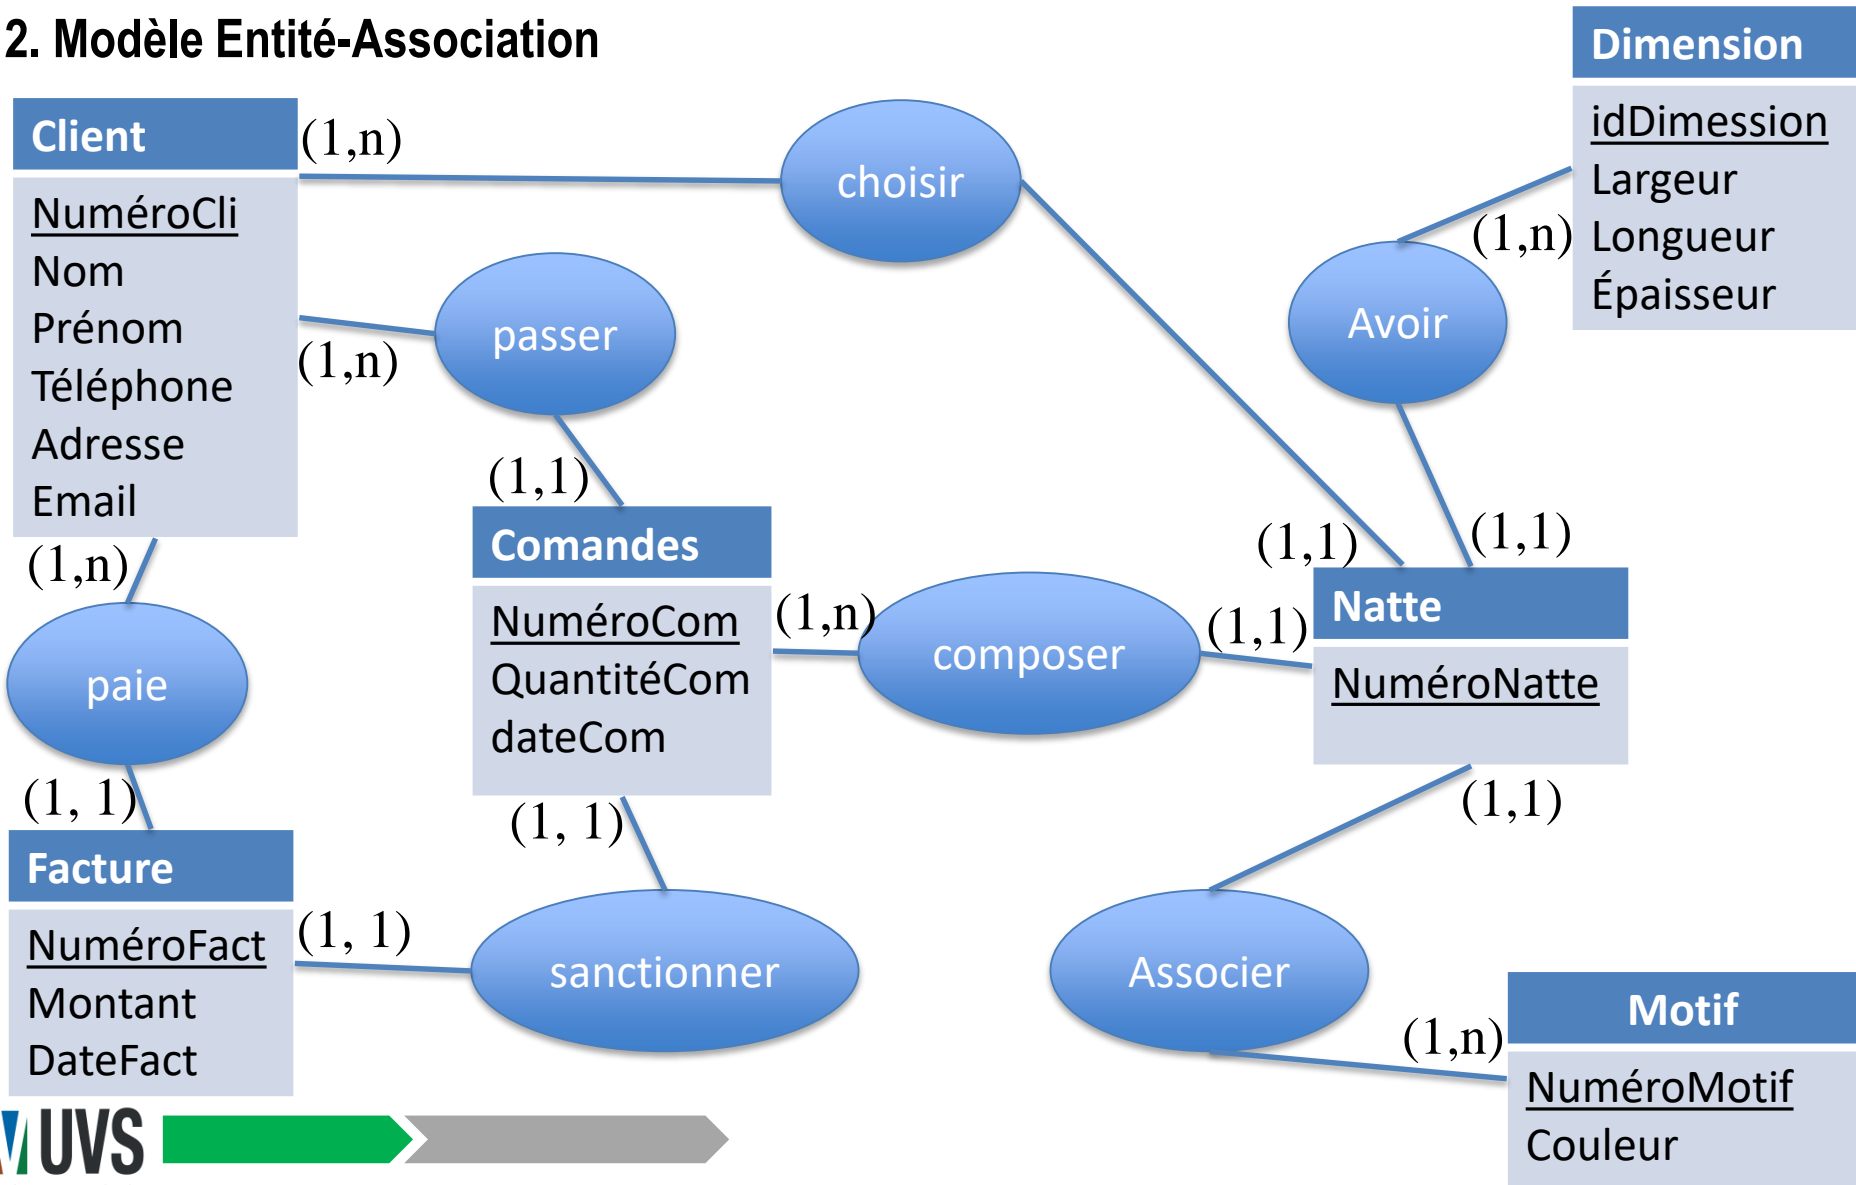 2. Modèle Entité-Association
Dimension
idDimession
Largeur
Longueur
Épaisseur
(1,n)
Client
NuméroCli
Nom
Prénom
Téléphone
Adresse
Email
(1,n)
choisir
passer
(1,n)
Avoir
(1,1)
(1,1)
(1,1)
(1,n)
Comandes
NuméroCom
QuantitéCom
dateCom
(1,n)
composer
(1,1)
Natte
NuméroNatte
paie
(1, 1)
(1, 1)
(1,1)
Facture
NuméroFact
Montant
DateFact
(1, 1)
sanctionner
Associer
(1,n)
Motif
NuméroMotif
Couleur
UVS